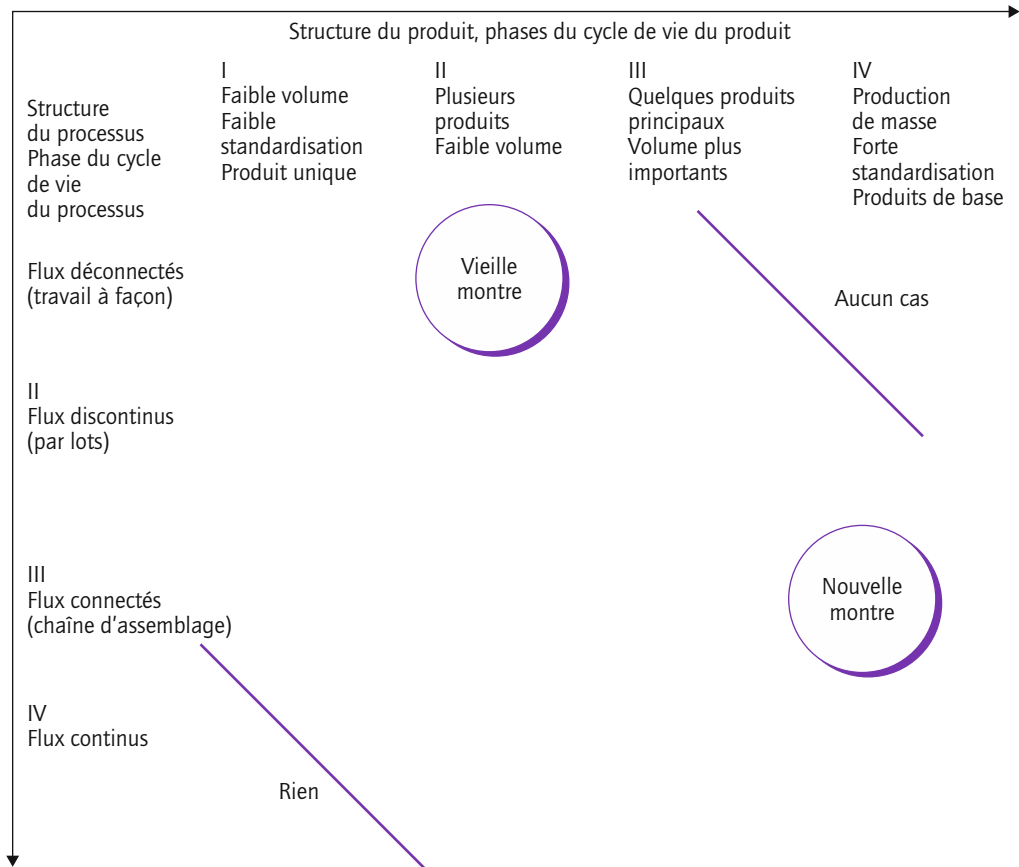 Structure du produit, phases du cycle de vie du produit
Structure
du processus
Phase du cycle
de vie
du processus
I
Faible volume
Faible
standardisation
Produit unique
II
Plusieurs
produits
Faible volume
III
Quelques produits
principaux
Volume plus
importants
IV
Production
de masse
Forte
standardisation
Produits de base
Flux déconnectés
(travail à façon)
Vieille
montre
Aucun cas
II
Flux discontinus
(par lots)
III
Flux connectés
(chaîne d'assemblage)
Nouvelle
montre
IV
Flux continus
Rien